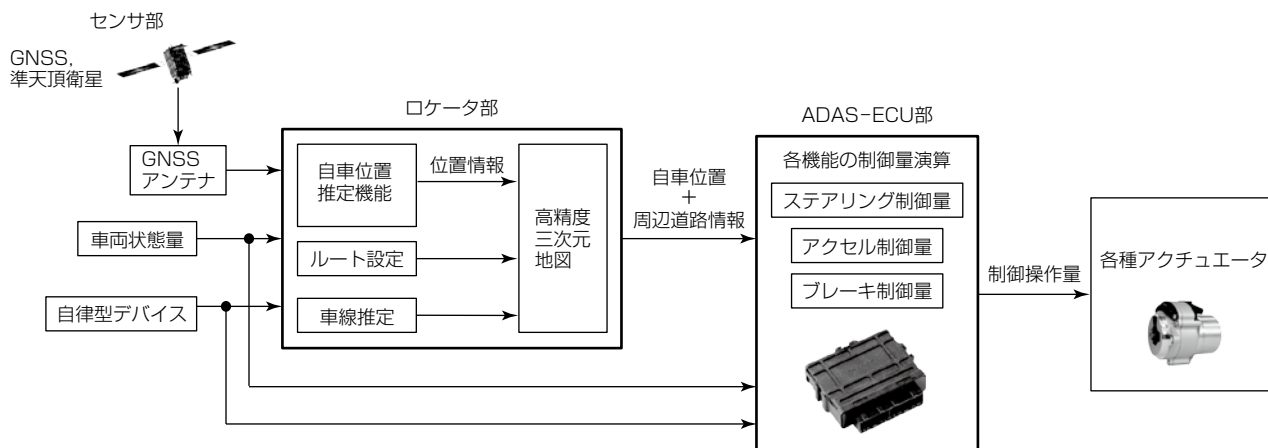 センサ部
GNSS,
準天頂衛星
GNSS
アンテナ
車両状態量
自律型デバイス
ロケータ部
自車位置
推定機能
位置情報
ルート設定
車線推定
高精度
三次元
地図
自車位置
+
周辺道路情報
ADAS-ECU部
各機能の制御量演算
ステアリング制御量
アクセル制御量
ブレーキ制御量
制御操作量
各種アクチュエータ